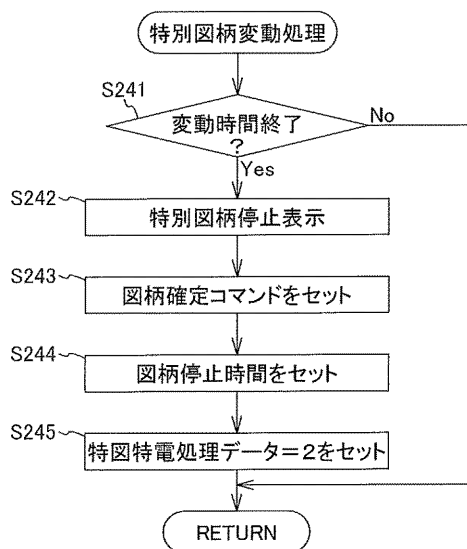 特別図柄変動処理
S241
変動時間終了
?
No
Yes
S242
特別図柄停止表示
S243
図柄確定コマンドをセット
S244
図柄停止時間をセット
S245
特図特電処理データ=2をセット
RETURN